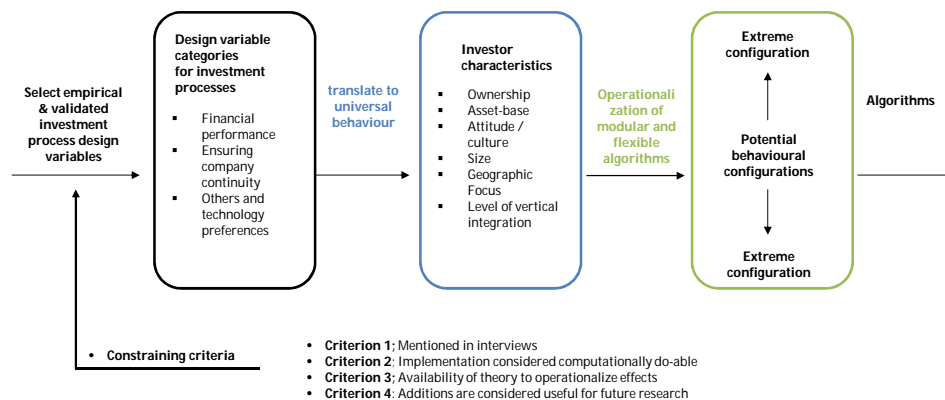 Select empirical
& validated
investment
process design
variables
Design variable
categories
for investment
processes
▪ Financial
performance
▪ Ensuring
company
continuity
▪ Others and
technology
preferences
translate to
universal
behaviour
Investor
characteristics
▪ Ownership
▪ Asset-base
▪ Attitude /
culture
▪ Size
▪ Geographic
Focus
▪ Level of vertical
integration
Operationali
zation of
modular and
flexible
algorithms
Extreme
configuration
Potential
behavioural
configurations
Extreme
configuration
Algorithms
• Constraining criteria
• Criterion 1; Mentioned in interviews
• Criterion 2; Implementation considered computationally do-able
• Criterion 3; Availability of theory to operationalize effects
• Criterion 4; Additions are considered useful for future research